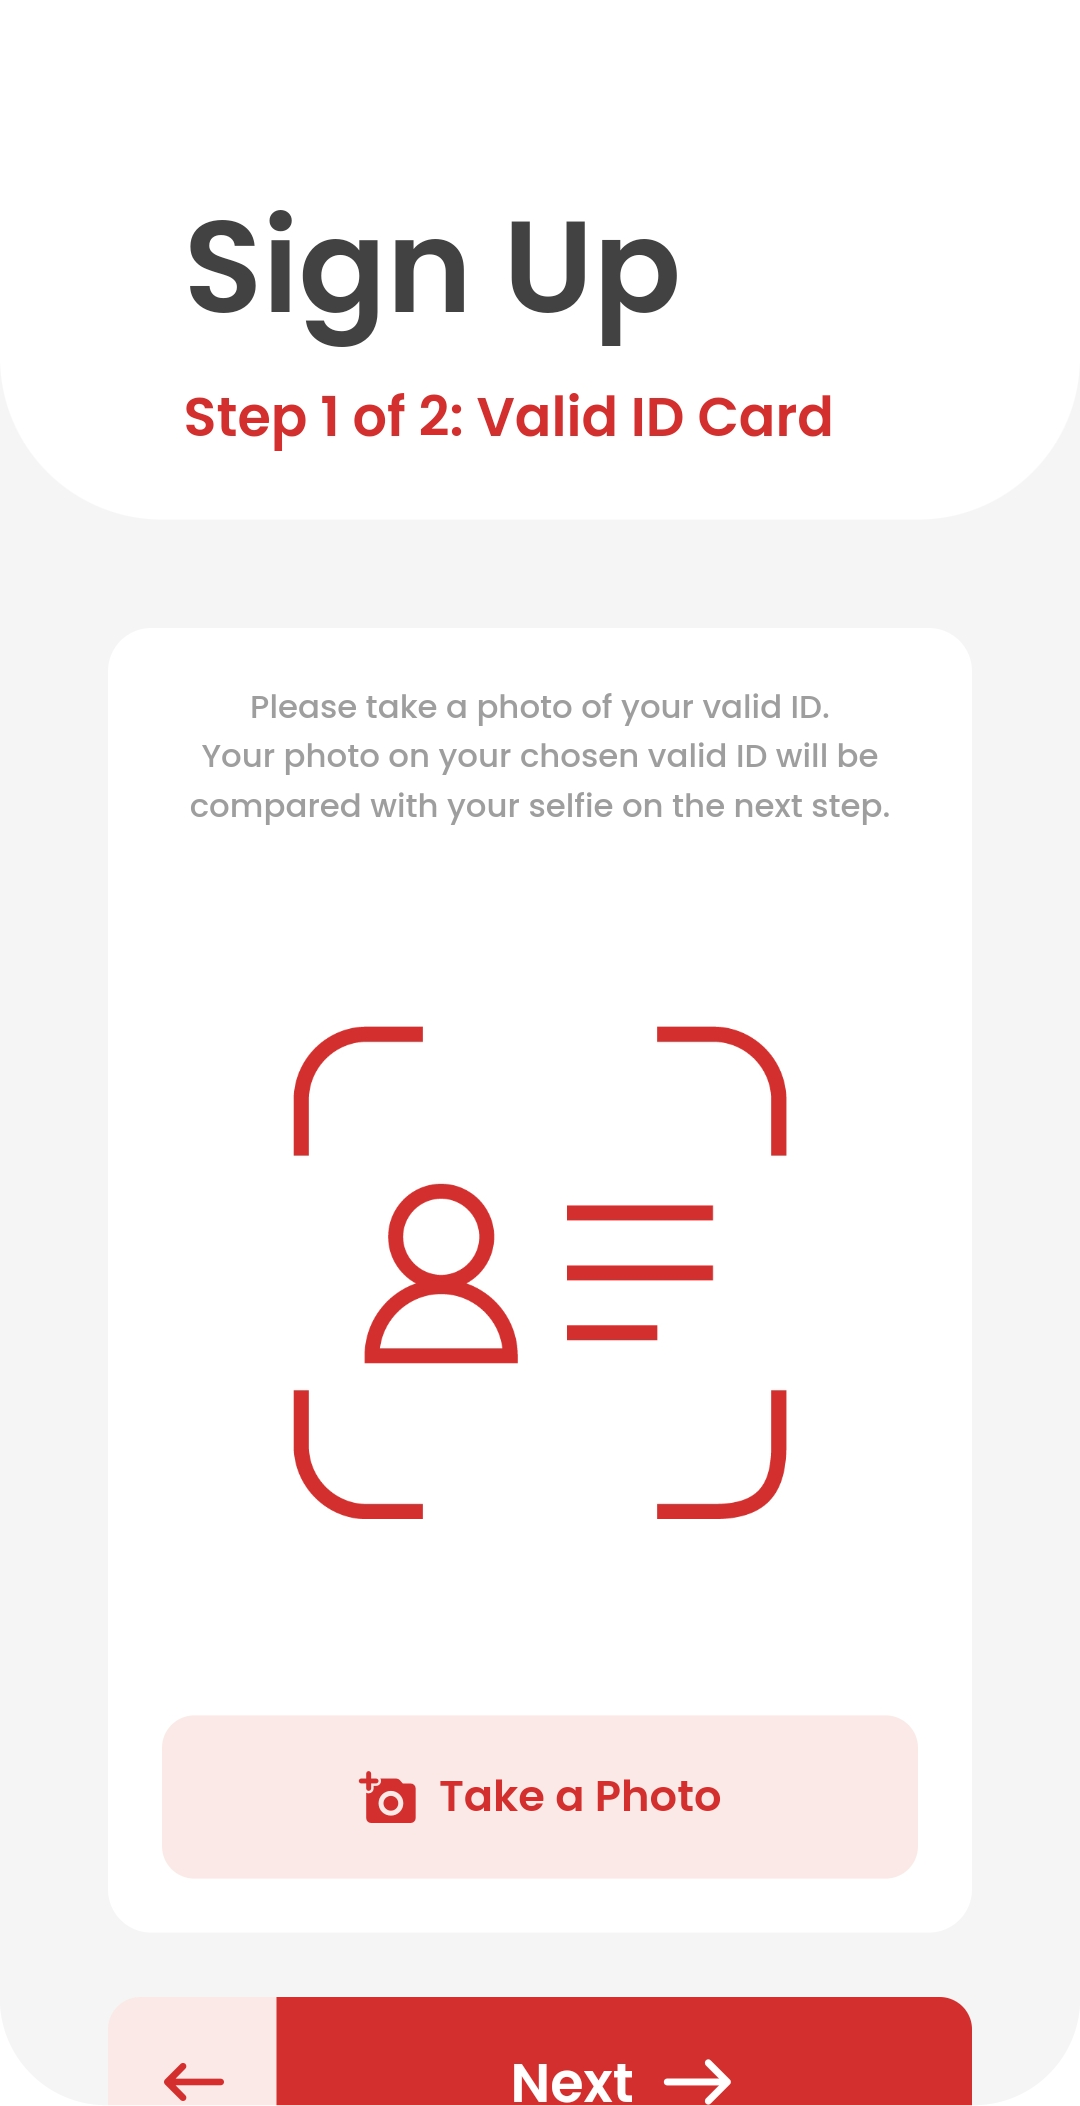 Sign Up
Step 1 of 2: Valid ID Card
Please take a photo of your valid ID.
Your photo on your chosen valid ID will be
compared with your selfie on the next step.
Take a Photo
Next